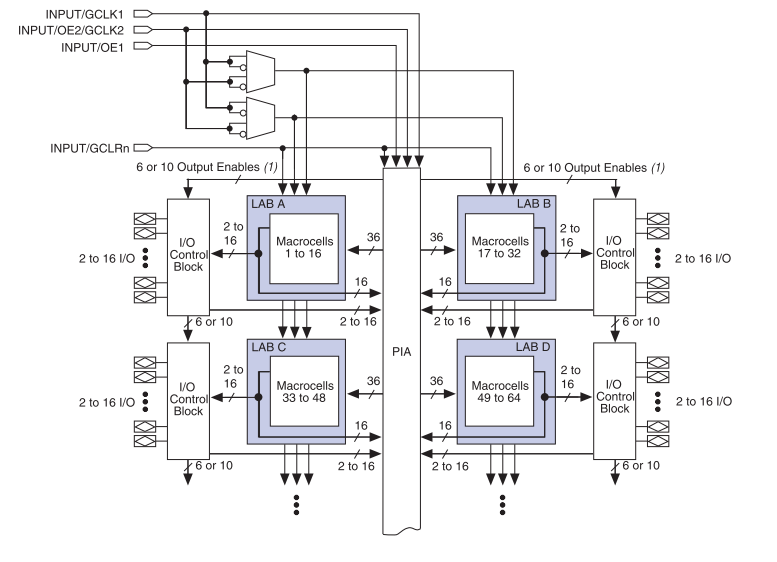 INPUT/GCLK1
INPUT/OE2/GCLK2
INPUT/OE1
INPUT/GCLRn
6 or 10 Output Enables (1)
6 or 10 Output Enables (1)
LAB A
LAB B
I/O
Control
Block
2 to
16
Macrocells
1 to 16
36
36
Macrocells
17 to 32
2 to
16
I/O
Control
Block
2 to 16 I/O
2 to 16 I/O
16
16
2 to 16
2 to 16
6 or 10
6 or 10
PIA
LAB C
LAB D
I/O
Control
Block
2 to
16
Macrocells
33 to 48
36
36
Macrocells
49 to 64
2 to
16
I/O
Control
Block
2 to 16 I/O
2 to 16 I/O
16
16
2 to 16
2 to 16
6 or 10
6 or 10